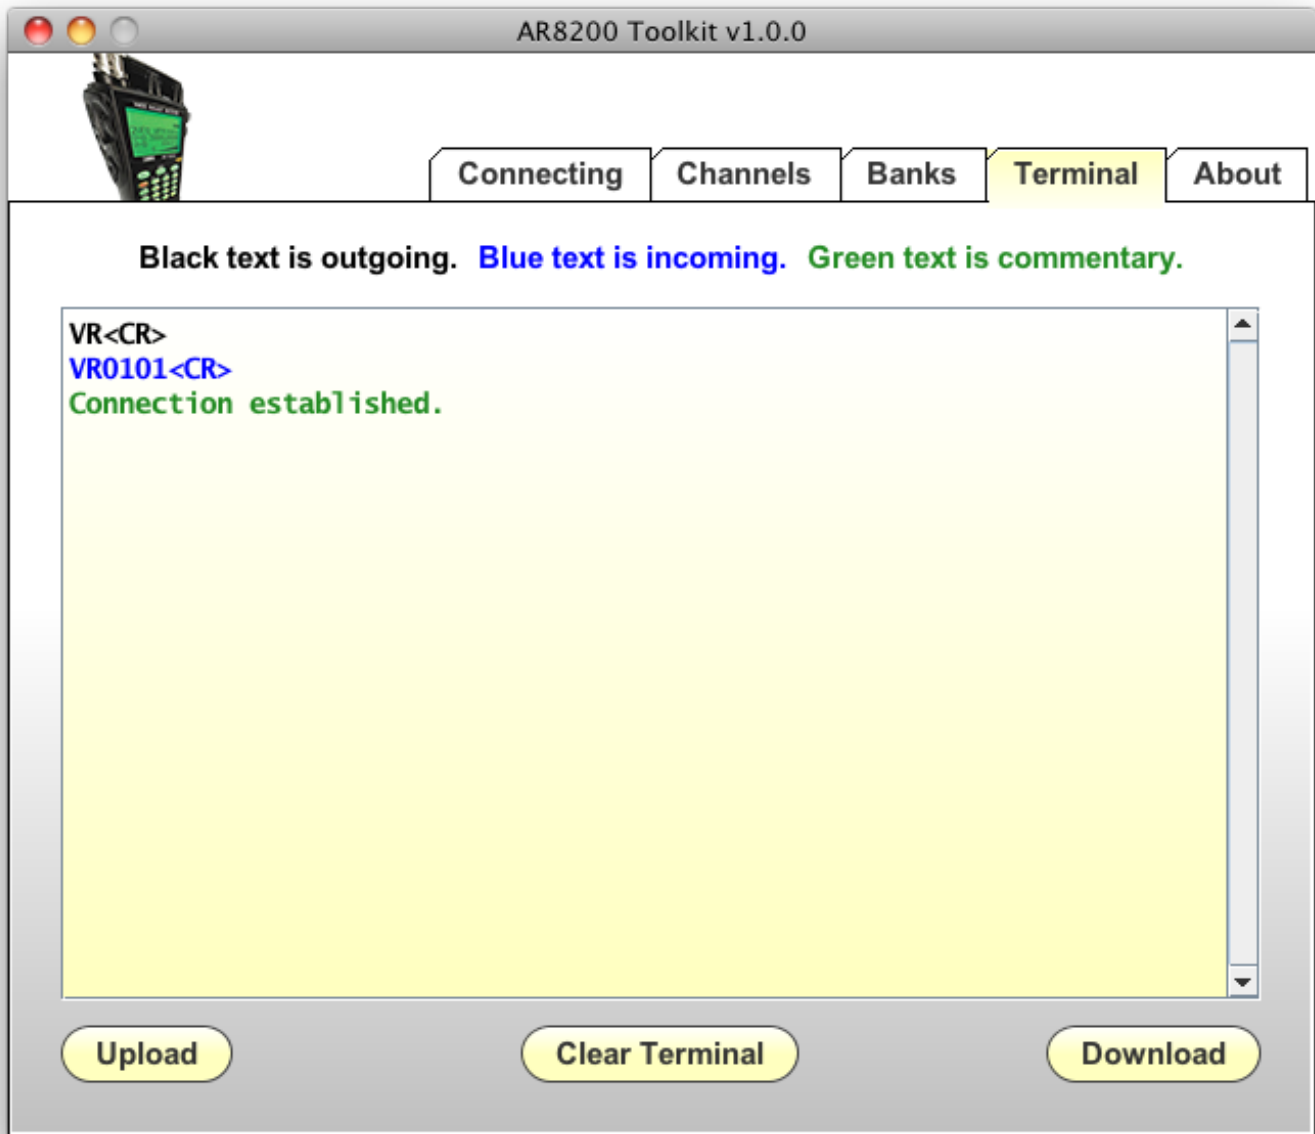 AR8200 Toolkit v1.0.0
Connecting Channels Banks Terminal About
Black text is outgoing. Blue text is incoming. Green text is commentary.
VR<CR>
VR0101<CR>
Connection established.
Upload Clear Terminal Download